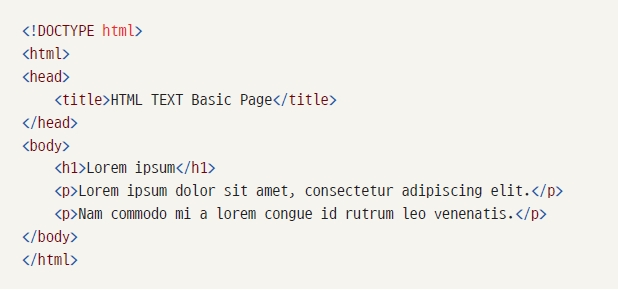 <!DOCTYPE html>
<html>
<head>
    <title>HTML TEXT Basic Page</title>
</head>
<body>
    <h1>Lorem ipsum</h1>
    <p>Lorem ipsum dolor sit amet, consectetur adipiscing elit.</p>
    <p>Nam commodo mi a lorem congue id rutrum leo venenatis.</p>
</body>
</html>